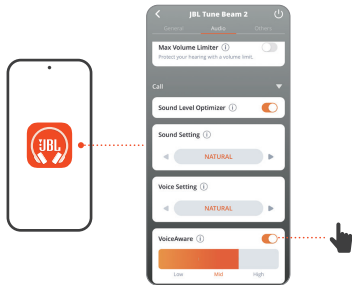 JBL Tune Beam 2
General Audio Others
Max Volume Limiter i
Protect your hearing with a volume limit.
Call
JBL
Sound Level Optimizer i
Sound Setting i
NATURAL
Voice Setting i
NATURAL
VoiceAware i
Low Mid High